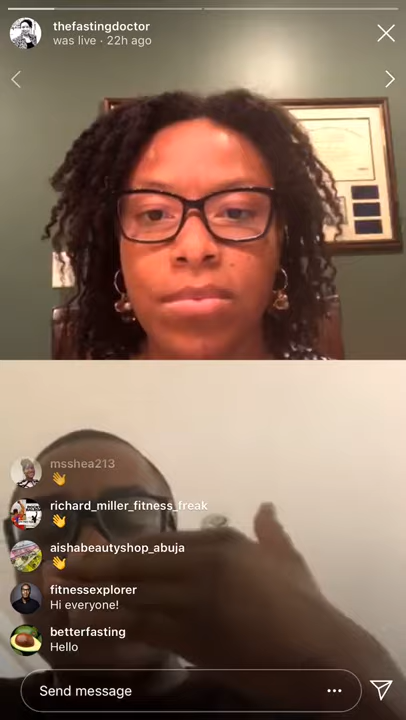 thefastingdoctor
was live · 22h ago
msshea213
👋
richard_miller_fitness_freak
👋
aishabeautyshop_abuja
👋
fitnessexplorer
Hi everyone!
betterfasting
Hello
Send message